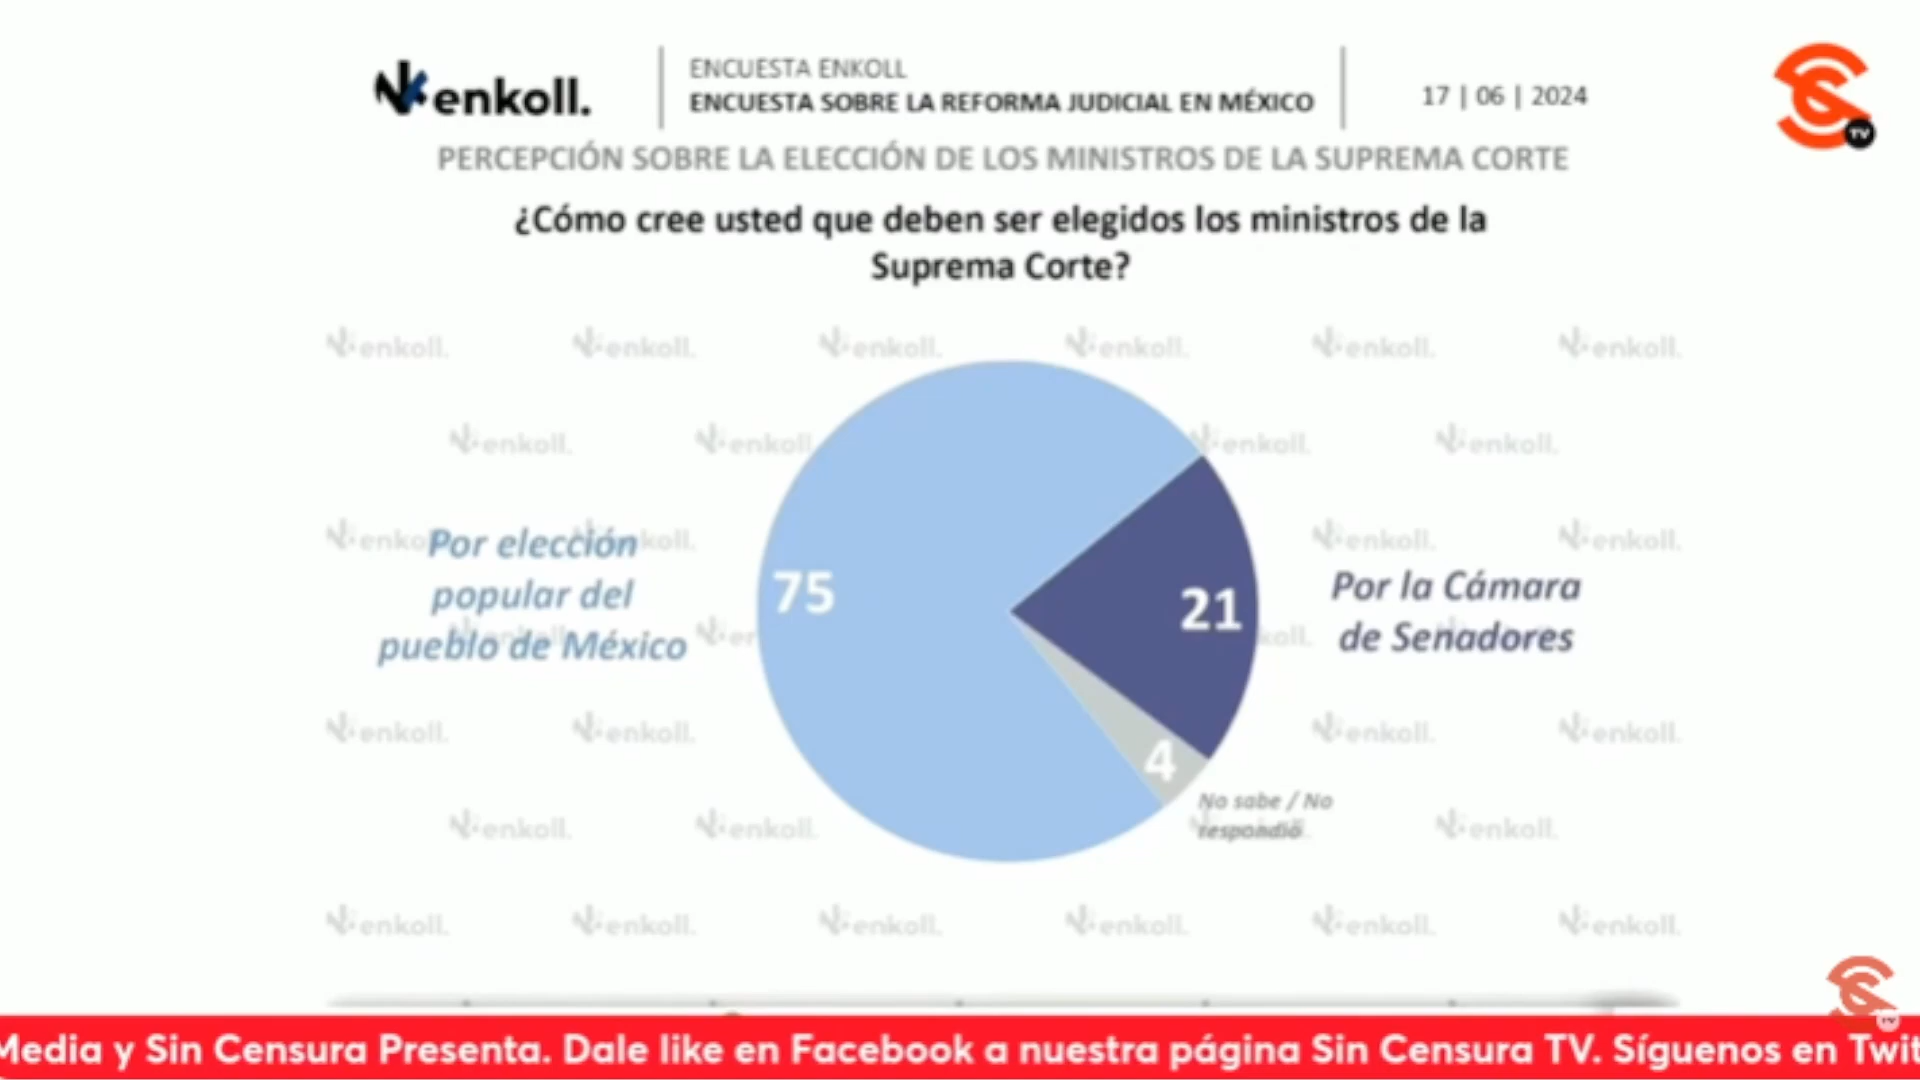 enkoll.
ENCUESTA ENKOLL
ENCUESTA SOBRE LA REFORMA JUDICIAL EN MÉXICO
17 | 06 | 2024
TV
PERCEPCIÓN SOBRE LA ELECCIÓN DE LOS MINISTROS DE LA SUPREMA CORTE
¿Cómo cree usted que deben ser elegidos los ministros de la
Suprema Corte?
Por elección
popular del
pueblo de México
75
21
Por la Cámara
de Senadores
4
No sabe / No
respondió
Media y Sin Censura Presenta. Dale like en Facebook a nuestra página Sin Censura TV. Síguenos en Twit